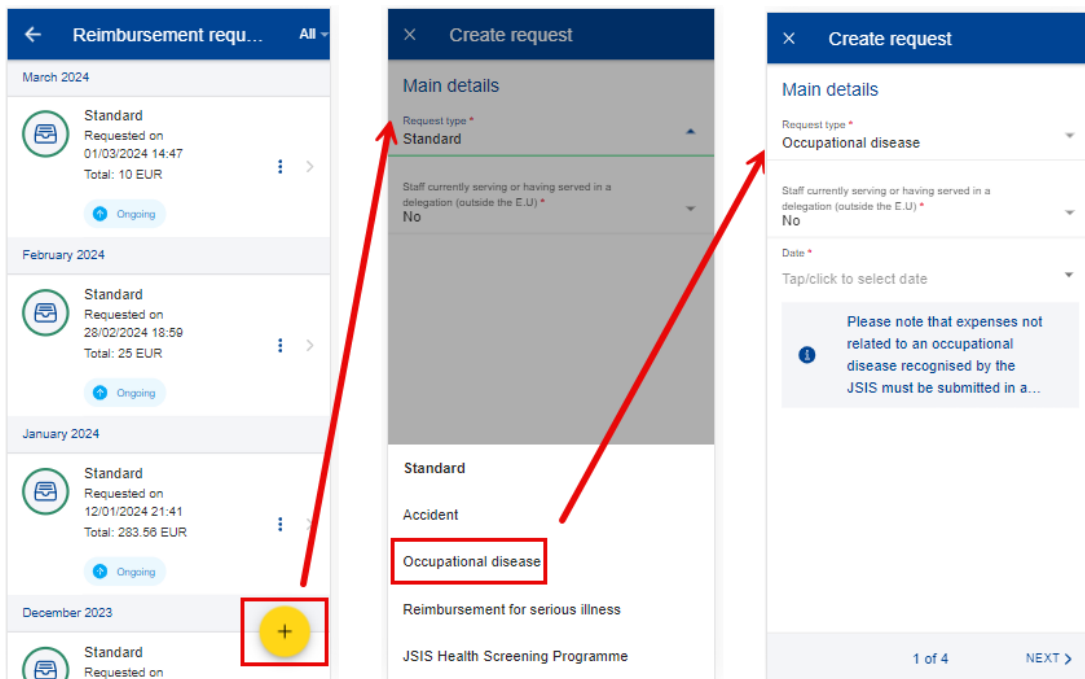 Reimbursement requ...
All
March 2024
Standard
Requested on
01/03/2024 14:47
Total: 10 EUR
Ongoing
February 2024
Standard
Requested on
28/02/2024 18:59
Total: 25 EUR
Ongoing
January 2024
Standard
Requested on
12/01/2024 21:41
Total: 283.56 EUR
Ongoing
December 2023
+
Standard
Requested on
Create request
Main details
Request type *
Standard
Staff currently serving or having served in a
delegation (outside the E.U) *
No
Standard
Accident
Occupational disease
Reimbursement for serious illness
JSIS Health Screening Programme
Create request
Main details
Request type *
Occupational disease
Staff currently serving or having served in a
delegation (outside the E.U) *
No
Date *
Tap/click to select date
Please note that expenses not
related to an occupational
disease recognised by the
JSIS must be submitted in a...
1 of 4
NEXT